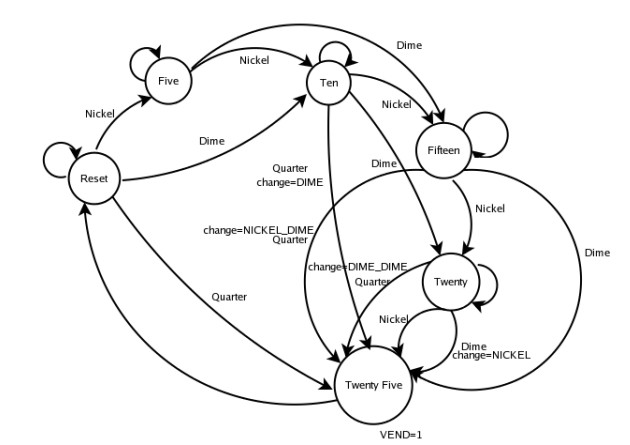 Dime
Nickel
Five
Ten
Nickel
Nickel
Dime
Fifteen
Quarter
Dime
change=DIME
Reset
Nickel
change=NICKEL_DIME
Quarter
Dime
change=DIME_DIME
Quarter
Twenty
Quarter
Nickel
Dime
change=NICKEL
Twenty Five
VEND=1